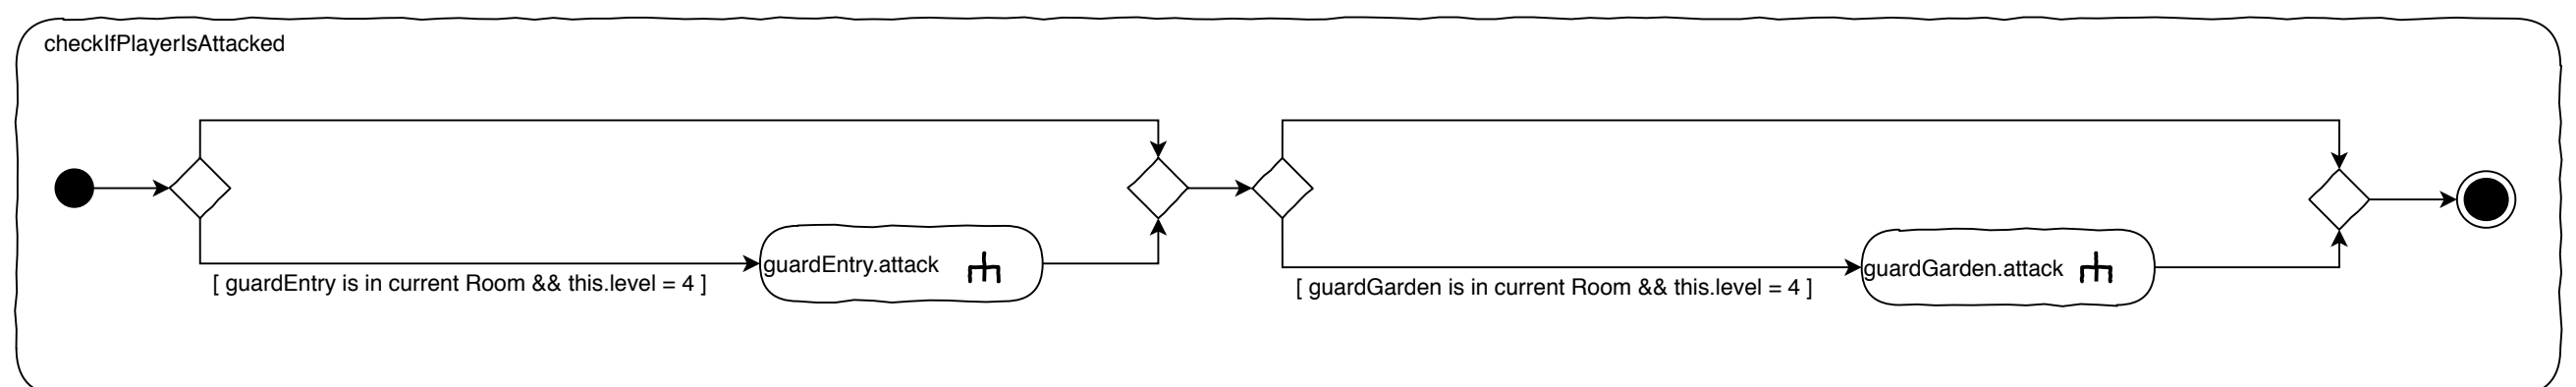 checkIfPlayerIsAttacked
guardEntry.attack
[ guardEntry is in current Room && this.level = 4 ]
guardGarden.attack
[ guardGarden is in current Room && this.level = 4 ]